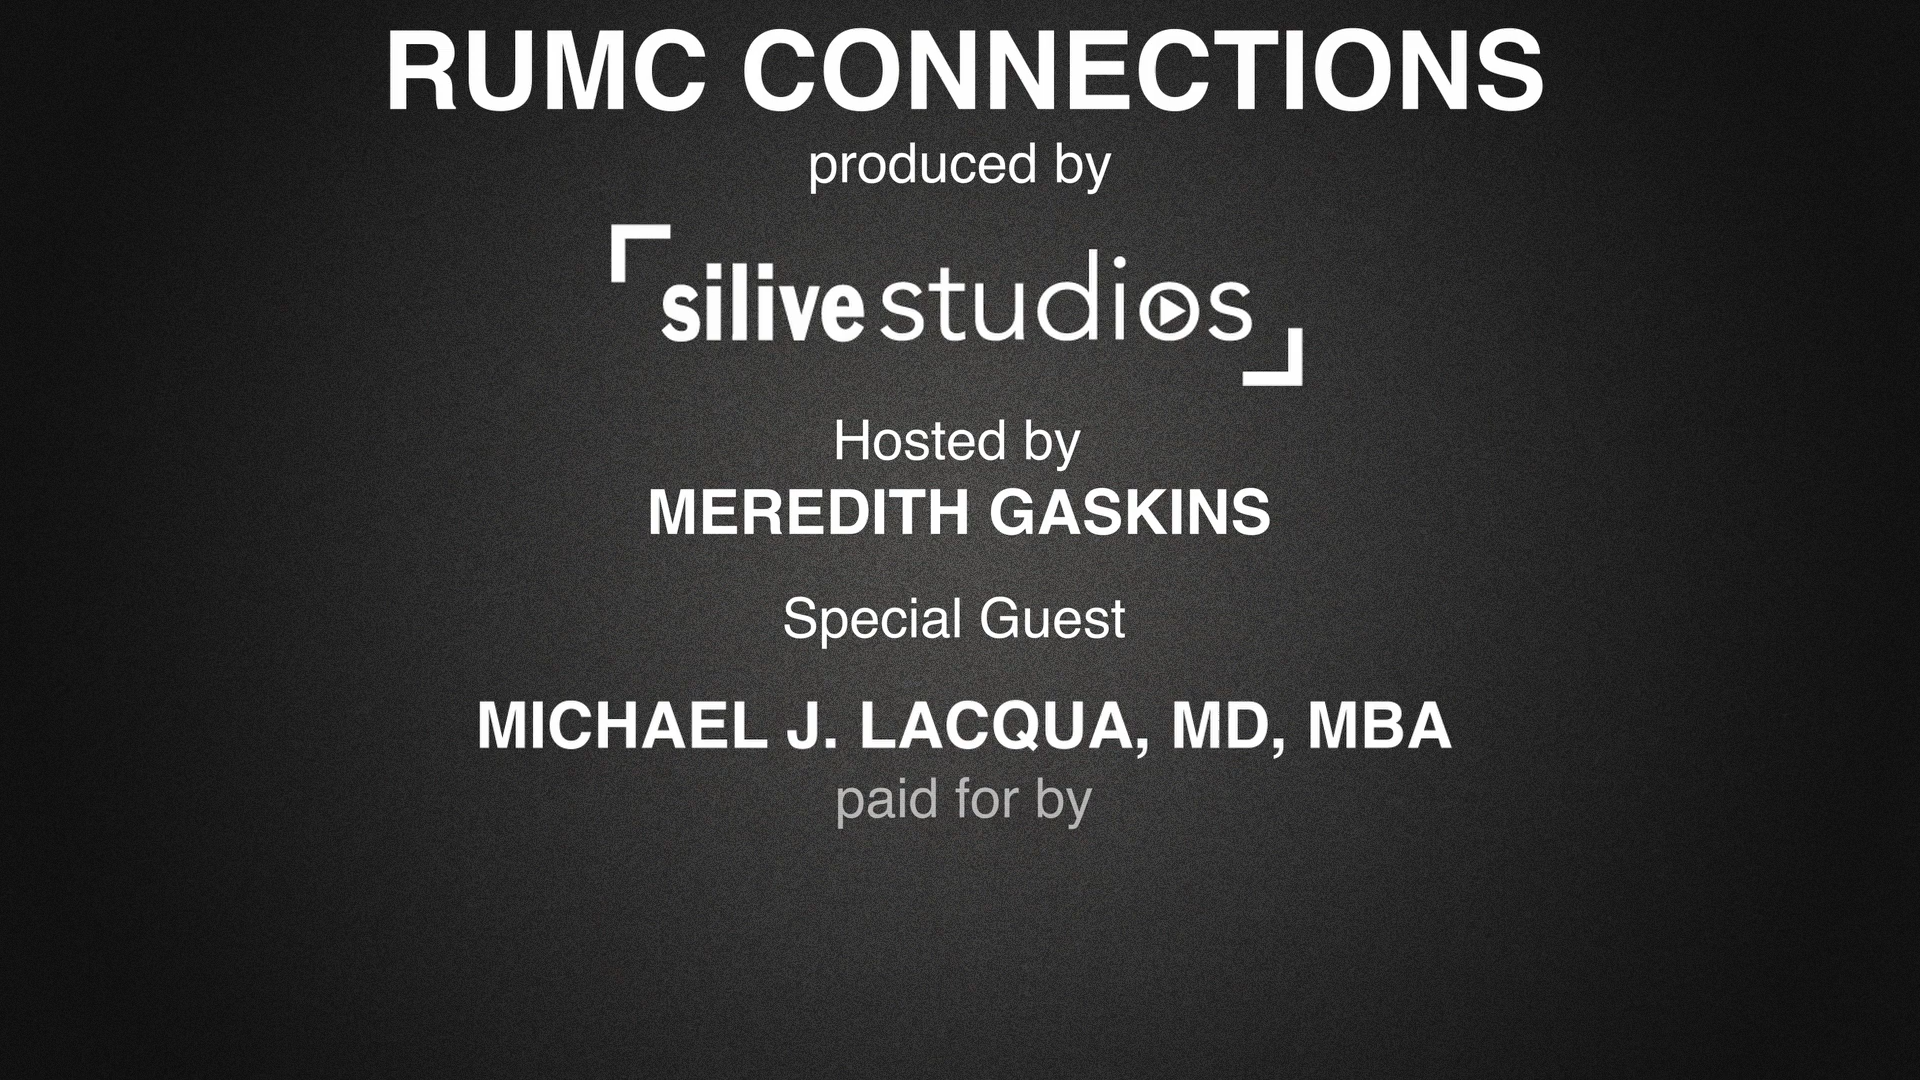 RUMC CONNECTIONS
produced by
silive studios
Hosted by
MEREDITH GASKINS
Special Guest
MICHAEL J. LACQUA, MD, MBA
paid for by